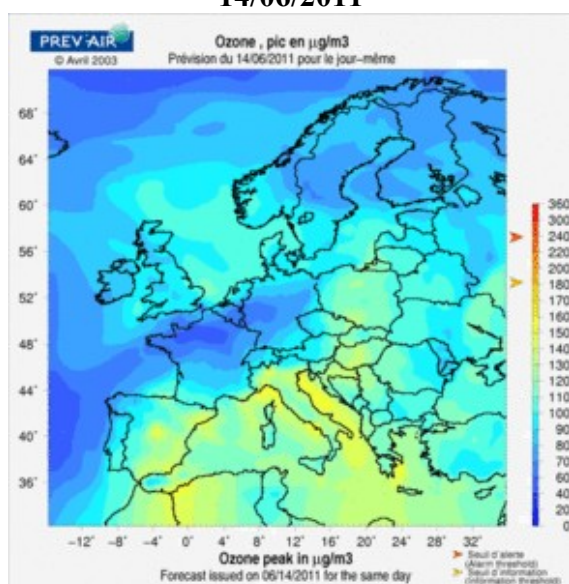 14/06/2011
PREV'AIR
© Avril 2003
Ozone , pic en µg/m3
Prévision du 14/06/2011 pour le jour-même
68°
64°
60°
56°
52°
48°
44°
40°
36°
-12° -8° -4° 0° 4° 8° 12° 16° 20° 24° 28° 32°
360
300
240
200
180
150
140
130
120
110
100
90
80
70
60
50
40
20
0
Ozone peak in µg/m3
Forecast issued on 06/14/2011 for the same day
Seuil d'alerte
(Alarm threshold)
Seuil d'information
(Information threshold)